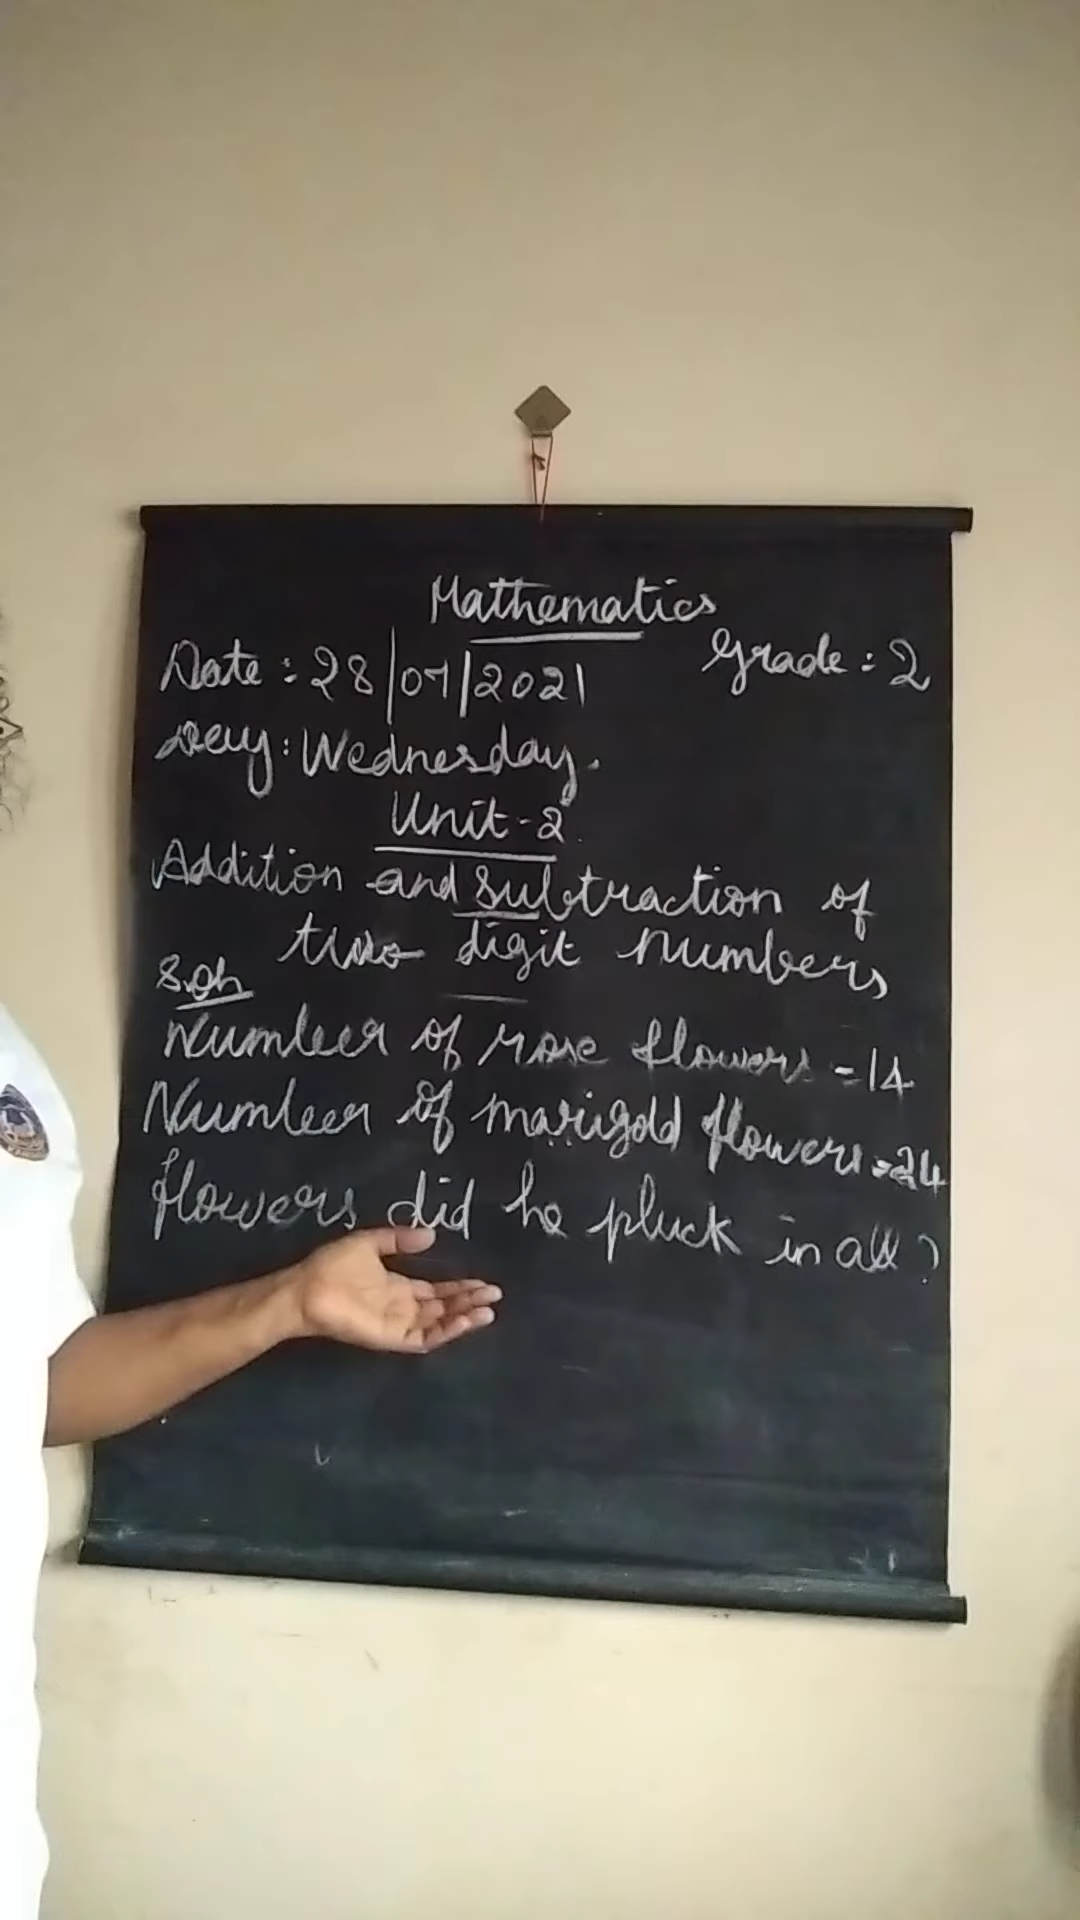 Mathematics
Date : 28/07/2021 Grade : 2
Day : Wednesday.
Unit-2
Addition and Subtraction of
two digit numbers
Soln
Number of rose flowers = 14
Number of marigold flowers = 24
flowers did he pluck in all ?